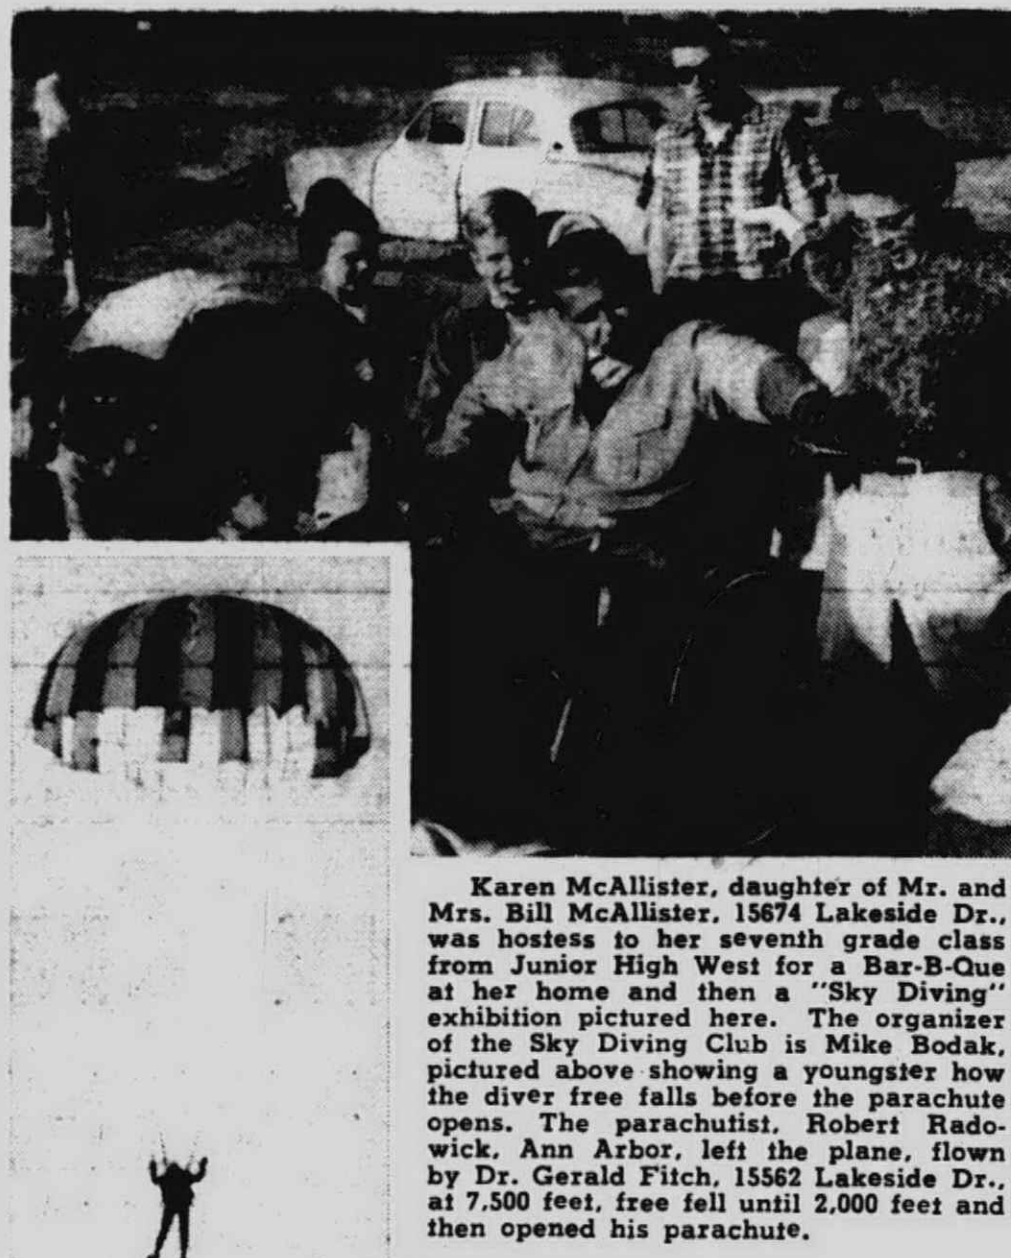 Karen McAllister, daughter of Mr. and
Mrs. Bill McAllister, 15674 Lakeside Dr.,
was hostess to her seventh grade class
from Junior High West for a Bar-B-Que
at her home and then a "Sky Diving"
exhibition pictured here. The organizer
of the Sky Diving Club is Mike Bodak,
pictured above showing a youngster how
the diver free falls before the parachute
opens. The parachutist, Robert Rado-
wick, Ann Arbor, left the plane, flown
by Dr. Gerald Fitch, 15562 Lakeside Dr.,
at 7,500 feet, free fell until 2,000 feet and
then opened his parachute.